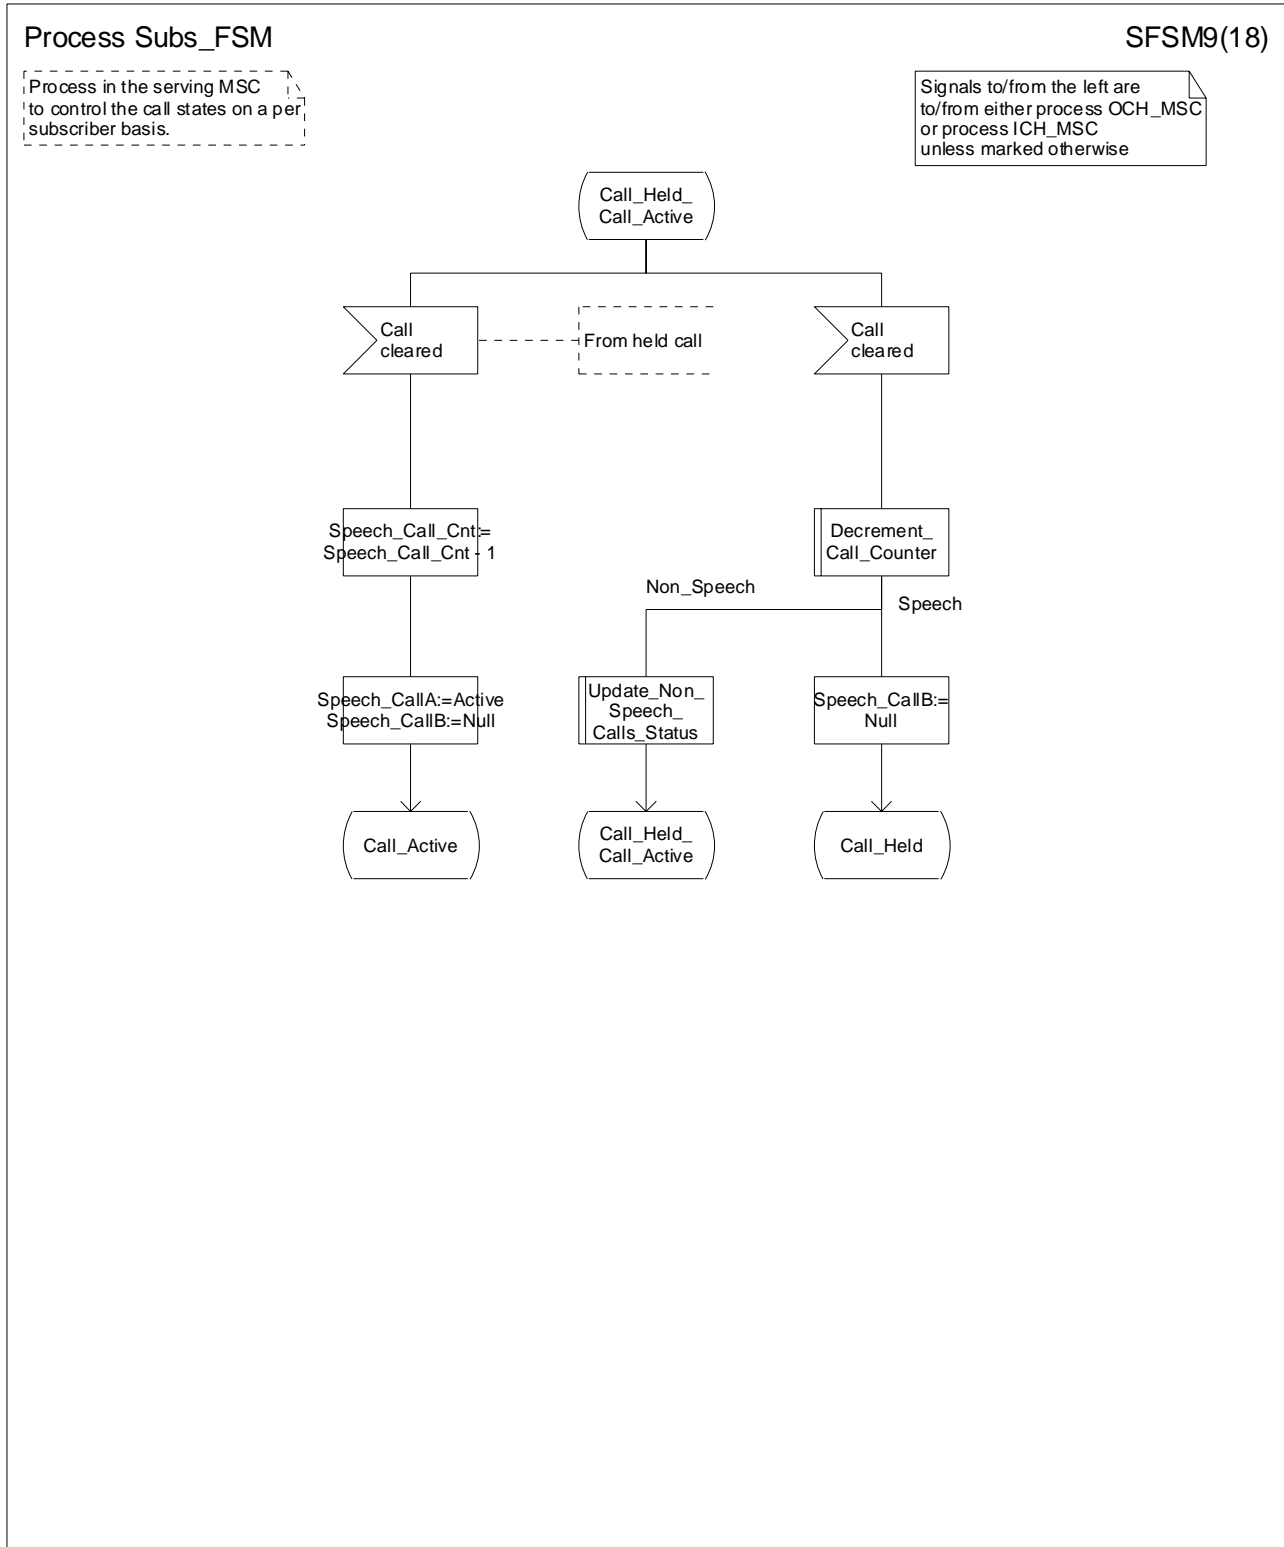 Process Subs_FSM
SFSM9(18)
Process in the serving MSC
to control the call states on a per
subscriber basis.
Signals to/from the left are
to/from either process OCH_MSC
or process ICH_MSC
unless marked otherwise
Call_Held_
Call_Active
Call
cleared
From held call
Call
cleared
Speech_Call_Cnt:=
Speech_Call_Cnt - 1
Decrement_
Call_Counter
Non_Speech
Speech
Speech_CallA:=Active
Speech_CallB:=Null
Update_Non_
Speech_
Calls_Status
Speech_CallB:=
Null
Call_Active
Call_Held_
Call_Active
Call_Held